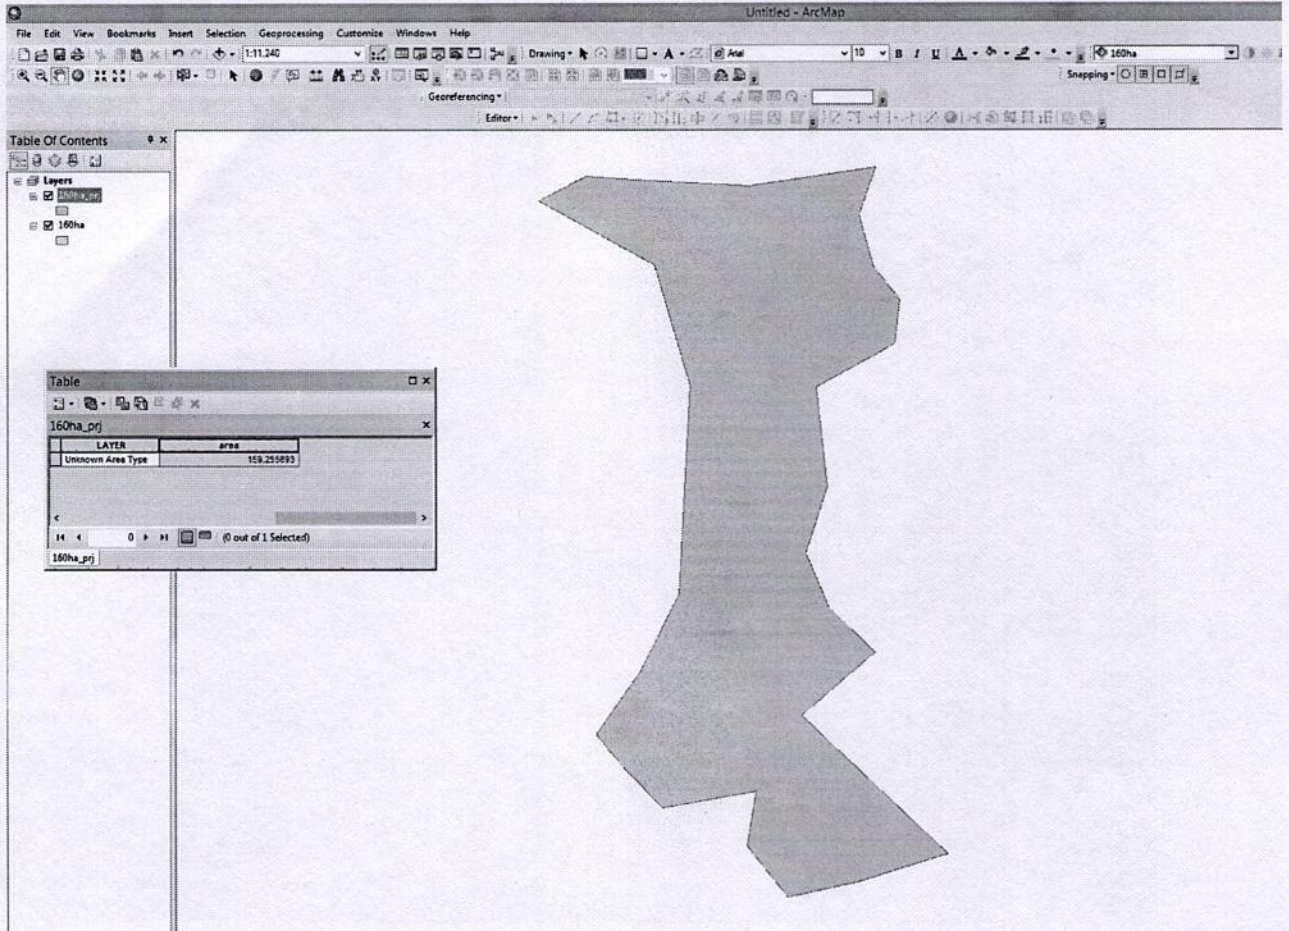 Untitled - ArcMap
File Edit View Bookmarks Insert Selection Geoprocessing Customize Windows Help
1:11.240 Drawing Arial 10 B I U A 160ha
Snapping
Georeferencing
Editor
Table Of Contents
Layers
160ha_prj
160ha
Table
160ha_prj
LAYER area
Unknown Area Type 159.255893
0 (0 out of 1 Selected)
160ha_prj